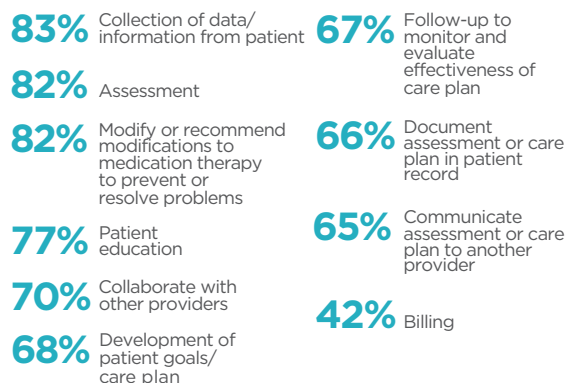 83% Collection of data/
information from patient
82% Assessment
82% Modify or recommend
modifications to
medication therapy
to prevent or
resolve problems
77% Patient
education
70% Collaborate with
other providers
68% Development of
patient goals/
care plan
67% Follow-up to
monitor and
evaluate
effectiveness of
care plan
66% Document
assessment or care
plan in patient
record
65% Communicate
assessment or care
plan to another
provider
42% Billing